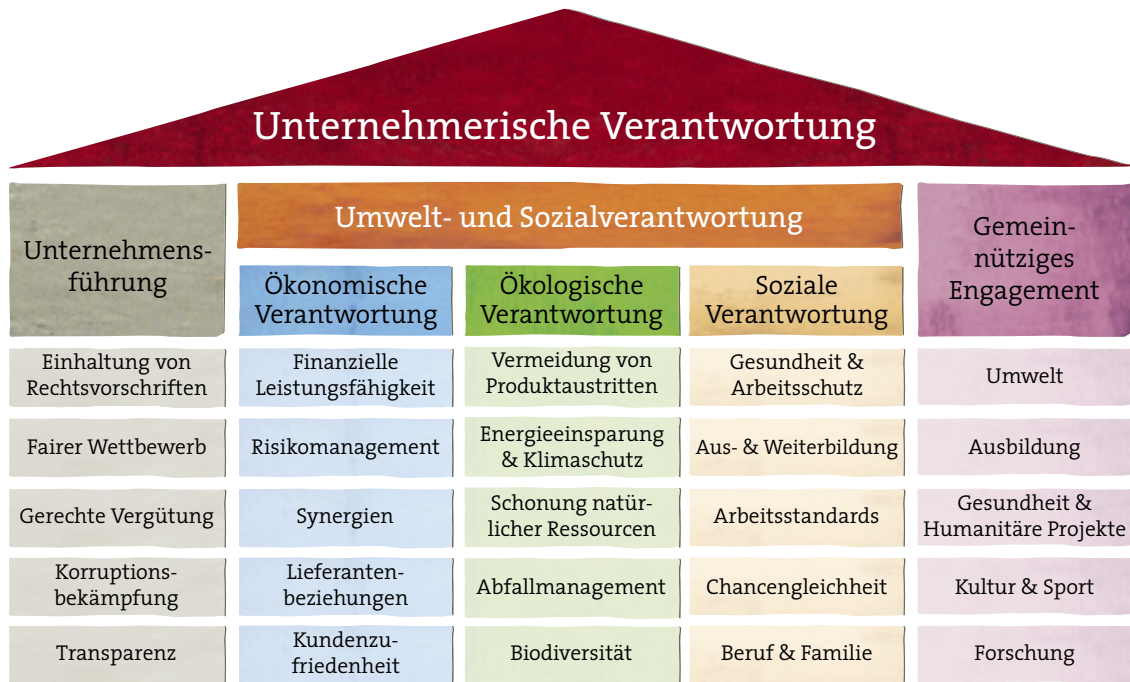 Unternehmerische Verantwortung
Unternehmens-
führung
Umwelt- und Sozialverantwortung
Gemein-
nütziges
Engagement
Ökonomische
Verantwortung
Ökologische
Verantwortung
Soziale
Verantwortung
Einhaltung von
Rechtsvorschriften
Finanzielle
Leistungsfähigkeit
Vermeidung von
Produktaustritten
Gesundheit &
Arbeitsschutz
Umwelt
Fairer Wettbewerb
Risikomanagement
Energieeinsparung
& Klimaschutz
Aus- & Weiterbildung
Ausbildung
Gerechte Vergütung
Synergien
Schonung natür-
licher Ressourcen
Arbeitsstandards
Gesundheit &
Humanitäre Projekte
Korruptions-
bekämpfung
Lieferanten-
beziehungen
Abfallmanagement
Chancengleichheit
Kultur & Sport
Transparenz
Kundenzu-
friedenheit
Biodiversität
Beruf & Familie
Forschung